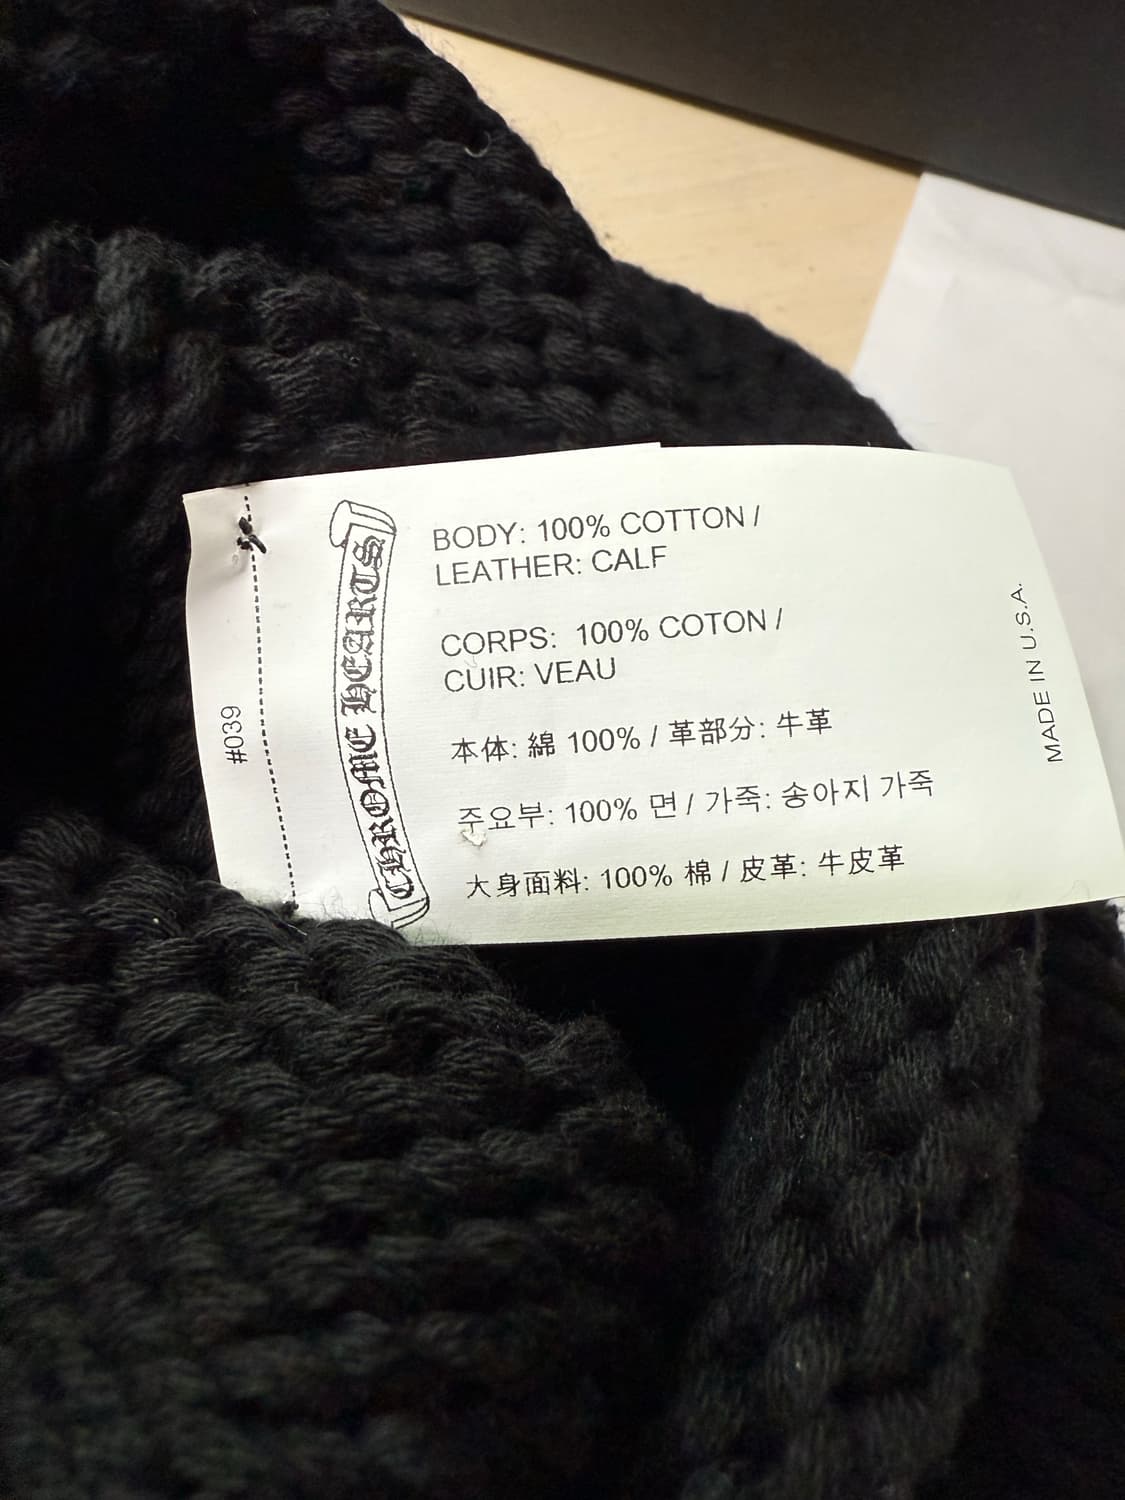 #039
CHROME HEARTS
BODY: 100% COTTON /
LEATHER: CALF
CORPS: 100% COTON /
CUIR: VEAU
本体: 綿 100% / 革部分: 牛革
주요부: 100% 면 / 가죽: 송아지 가죽
大身面料: 100% 棉 / 皮革: 牛皮革
MADE IN U.S.A.